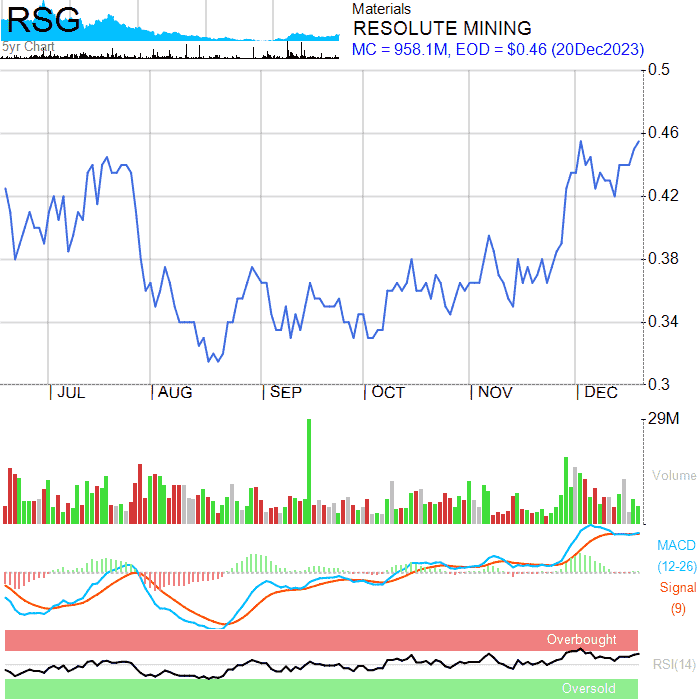 RSG
5yr Chart
Materials
RESOLUTE MINING
MC = 958.1M, EOD = $0.46 (20Dec2023)
0.5
0.46
0.42
0.38
0.34
0.3
JUL AUG SEP OCT NOV DEC
29M
Volume
MACD
(12-26)
Signal
(9)
Overbought
RSI(14)
Oversold